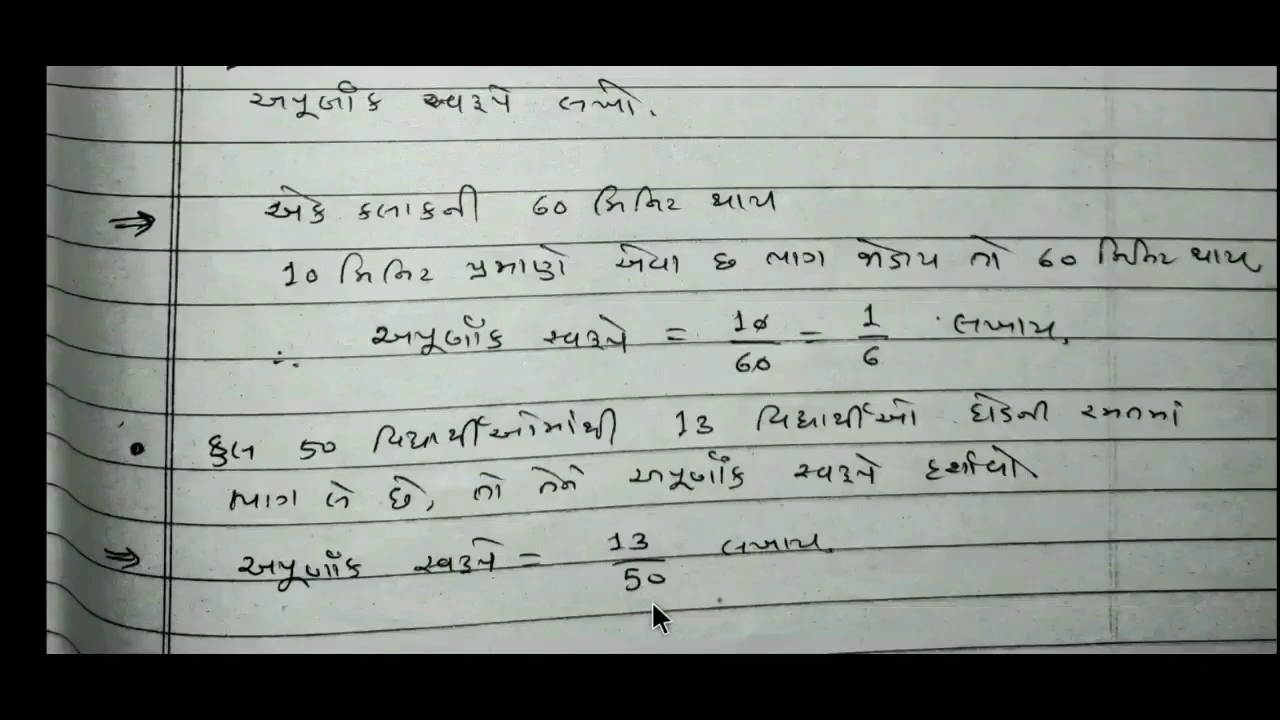 અપૂર્ણાંક સ્વરૂપે લખો.
⇒ એક કલાકની 60 મિનિટ થાય
10 મિનિટ પ્રમાણે એવા છ ભાગ જોડાય તો 60 મિનિટ થાય
∴ અપૂર્ણાંક સ્વરૂપે = 10/60 = 1/6 લખાય.
• કુલ 50 વિદ્યાર્થીઓમાંથી 13 વિદ્યાર્થીઓ દોડની રમતમાં
ભાગ લે છે, તો તેને અપૂર્ણાંક સ્વરૂપે દર્શાવો
⇒ અપૂર્ણાંક સ્વરૂપે = 13/50 લખાય.